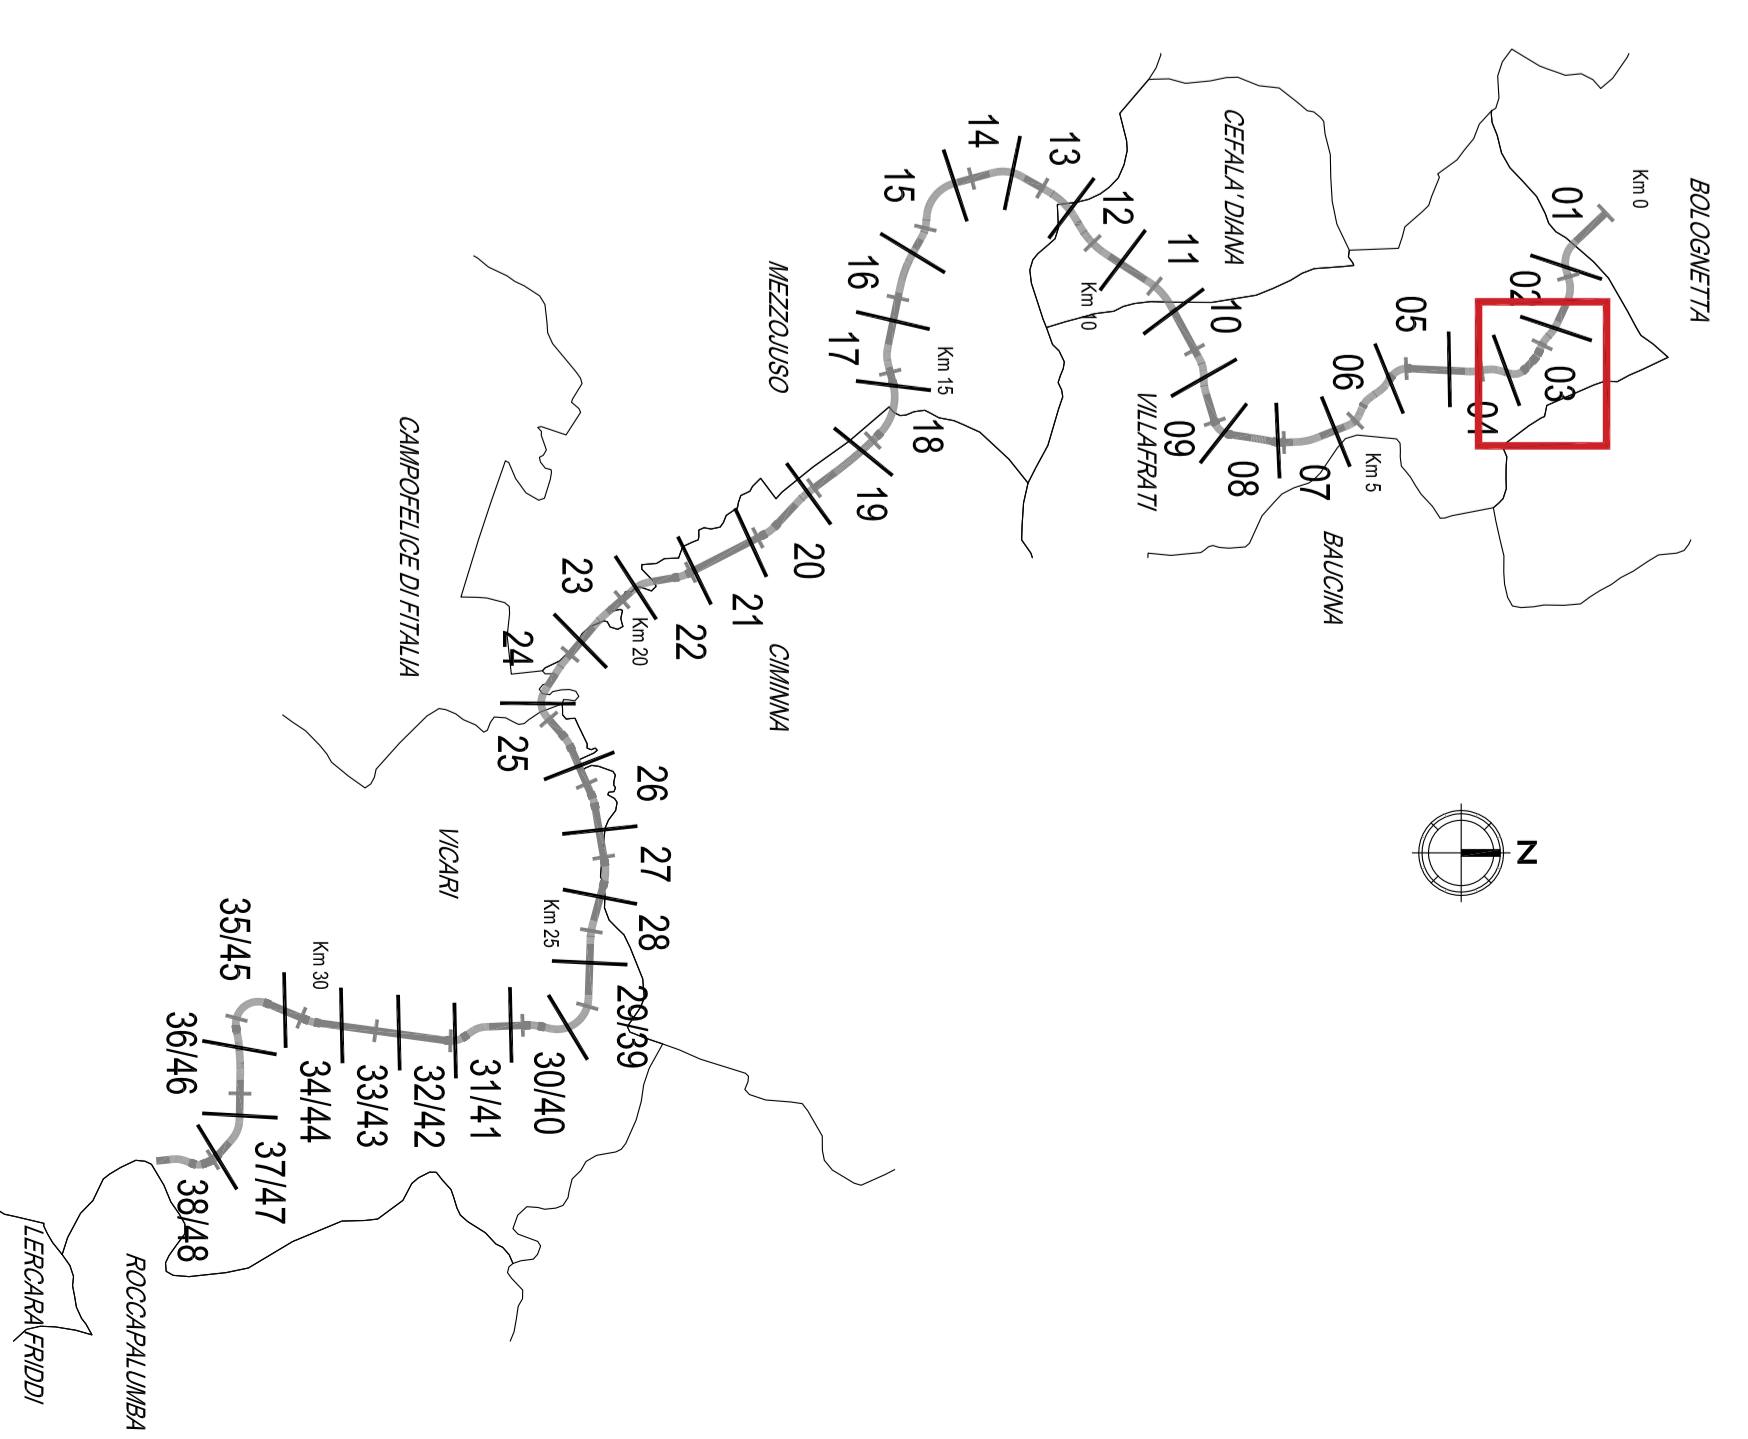 BOLOGNETTA
Km 0
01
02
03
04
05
06
Km 5
BAUCINA
07
08
09
VILLAFRATI
10
CEFALA' DIANA
11
Km 10
12
13
14
15
16
MEZZOJUSO
17
Km 15
18
19
20
CIMINNA
21
22
Km 20
23
24
CAMPOFELICE DI FITALIA
25
26
27
VICARI
28
Km 25
29/39
30/40
31/41
32/42
33/43
34/44
Km 30
35/45
36/46
37/47
38/48
ROCCAPALUMBA
LERCARA FRIDDI
N